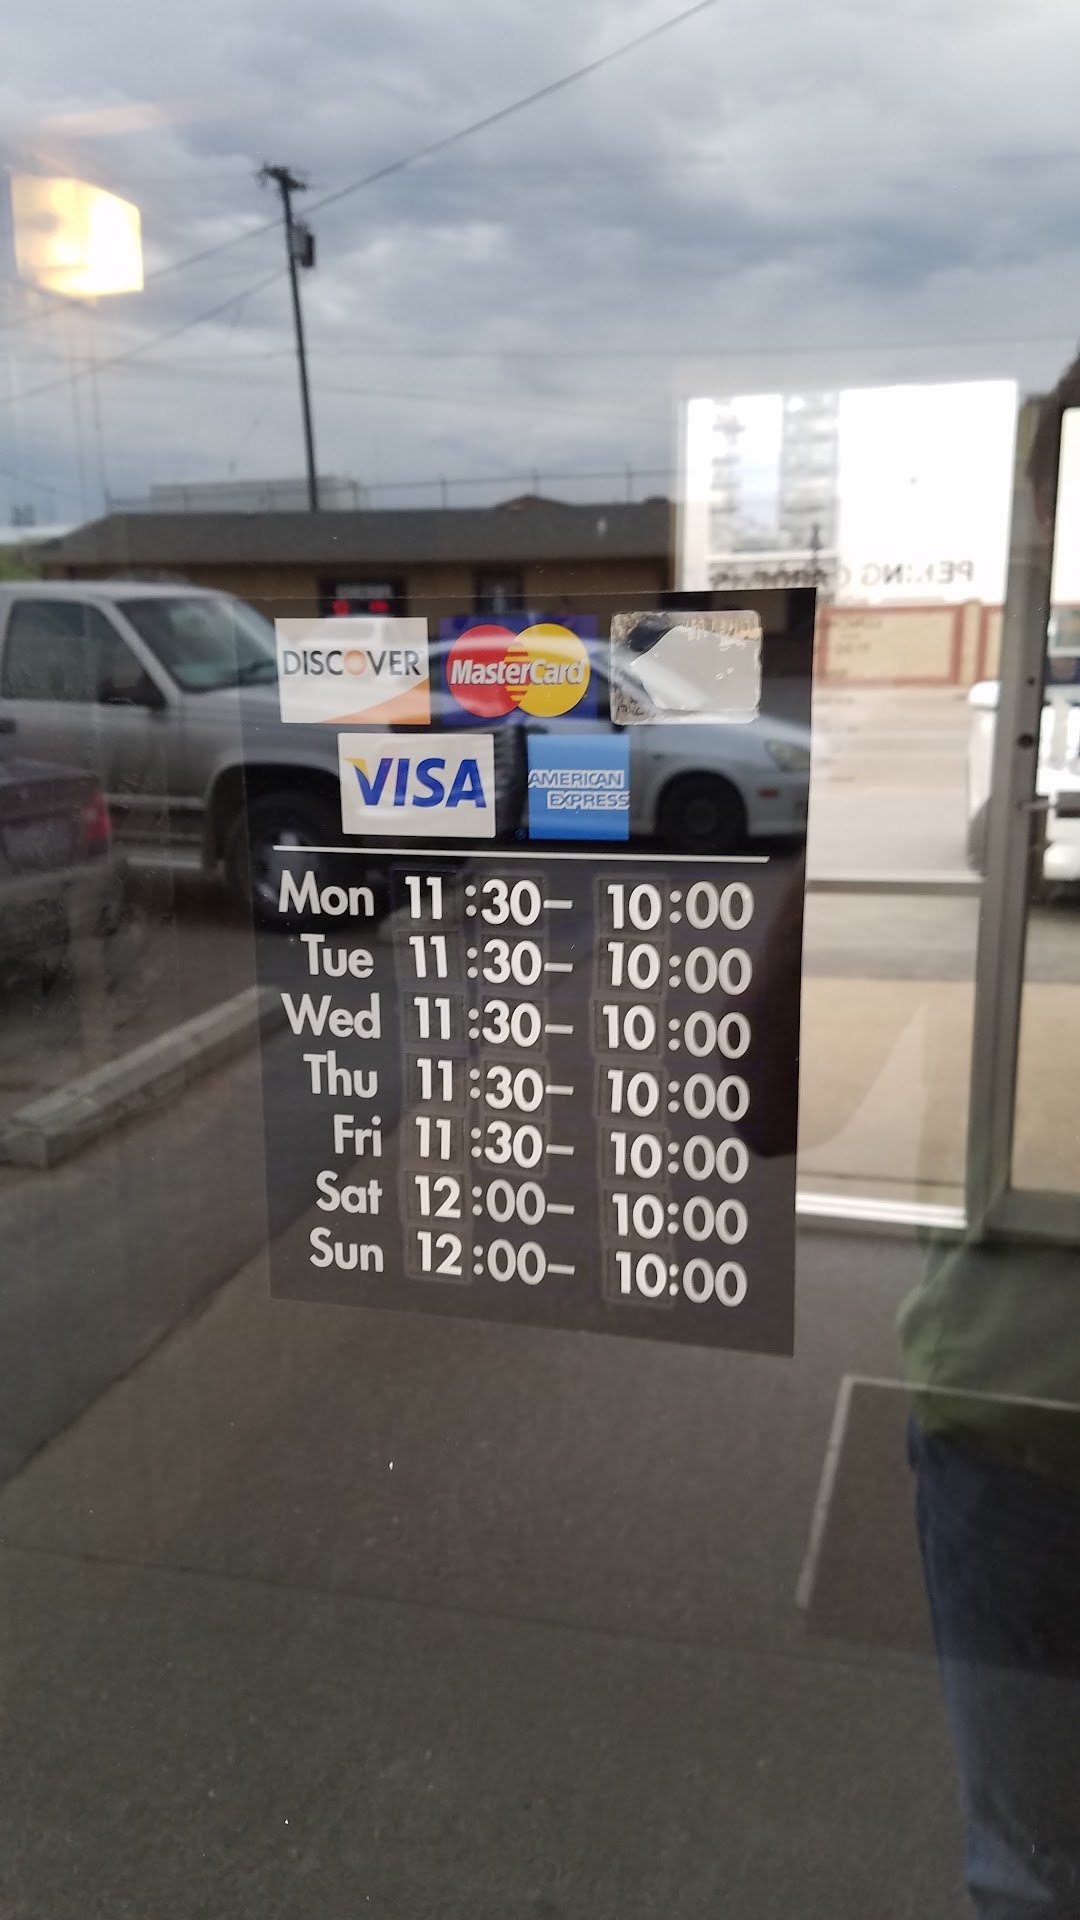 DISCOVER MasterCard
VISA AMERICAN EXPRESS
Mon 11:30– 10:00
Tue 11:30– 10:00
Wed 11:30– 10:00
Thu 11:30– 10:00
Fri 11:30– 10:00
Sat 12:00– 10:00
Sun 12:00– 10:00